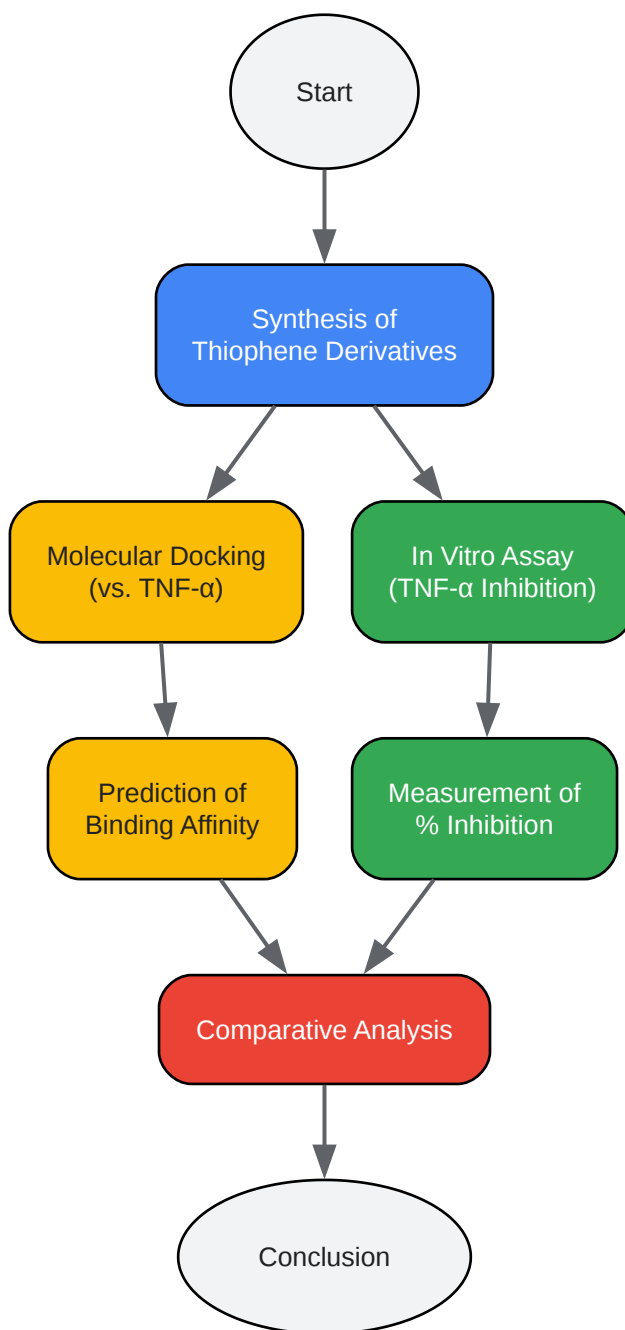 Start
Synthesis of
Thiophene Derivatives
Molecular Docking
(vs. TNF-α)
In Vitro Assay
(TNF-α Inhibition)
Prediction of
Binding Affinity
Measurement of
% Inhibition
Comparative Analysis
Conclusion